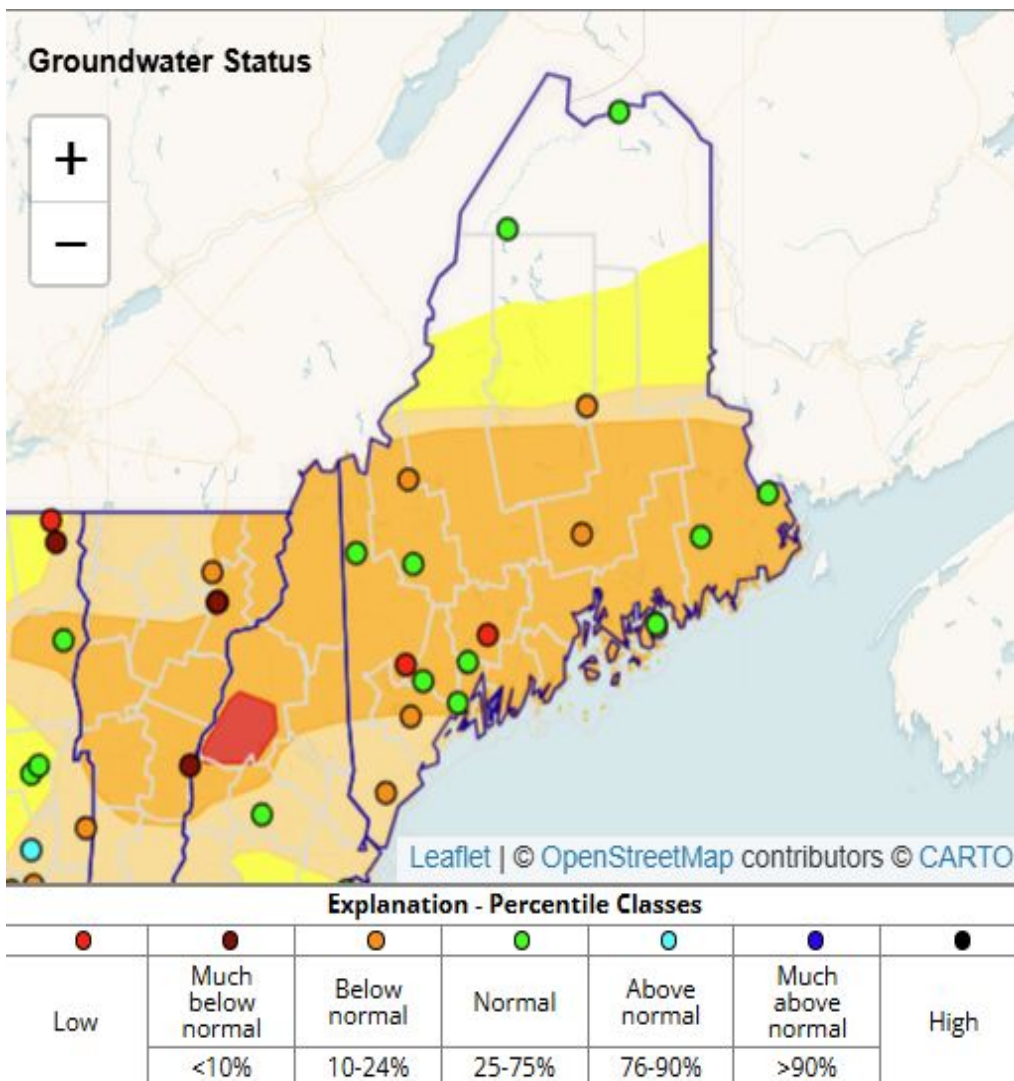 Groundwater Status
+
−
Leaflet | © OpenStreetMap contributors © CARTO
Explanation - Percentile Classes
Low
Much below normal
Below normal
Normal
Above normal
Much above normal
High
<10%
10-24%
25-75%
76-90%
>90%